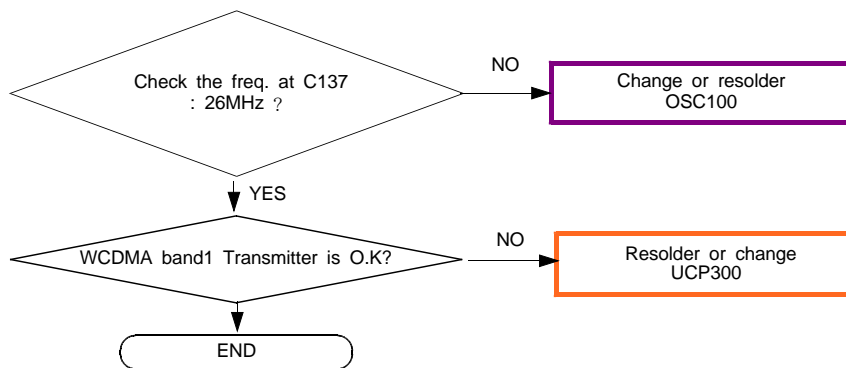 Check the freq. at C137
: 26MHz ?
NO
Change or resolder
OSC100
YES
WCDMA band1 Transmitter is O.K?
NO
Resolder or change
UCP300
END